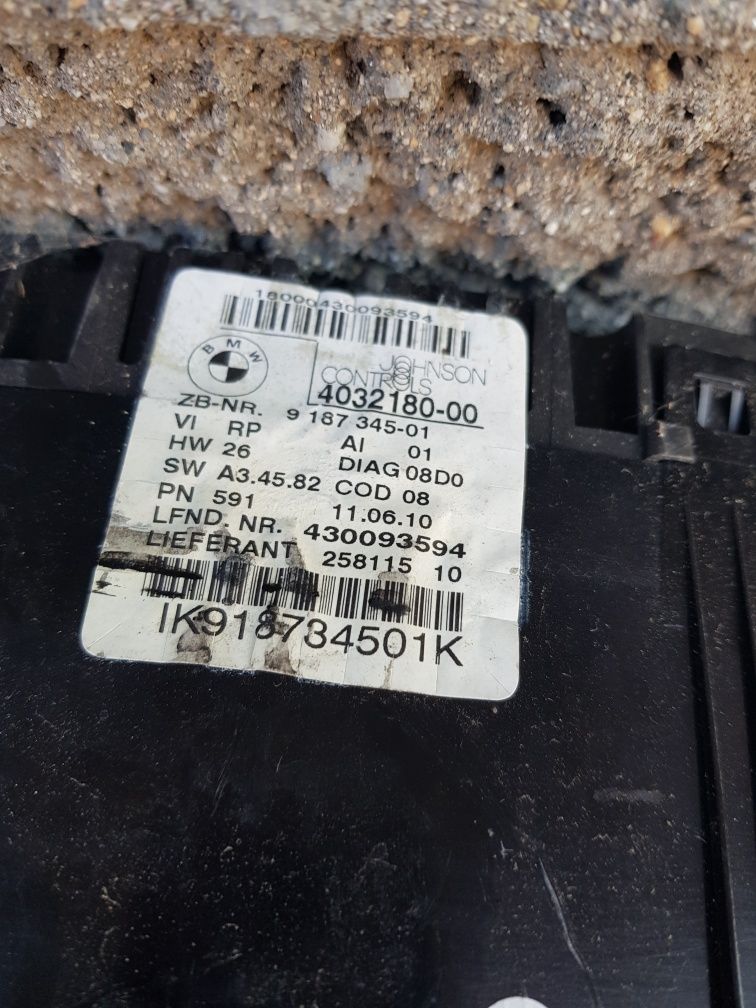 18000430093594
BMW
JOHNSON
CONTROLS
4032180-00
ZB-NR. 9 187 345-01
VI RP AI 01
HW 26 DIAG 08D0
SW A3.45.82 COD 08
PN 591 11.06.10
LFND. NR. 430093594
LIEFERANT 258115 10
IK918734501K